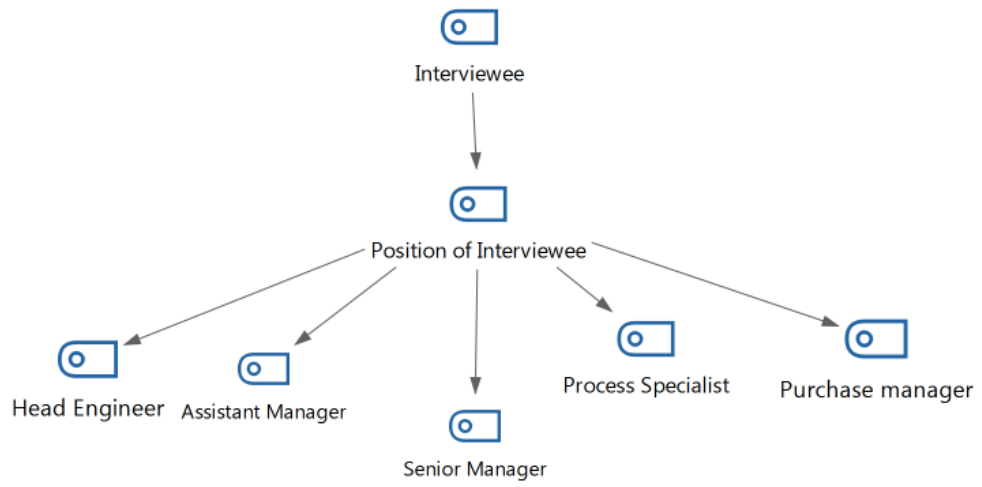 Interviewee
Position of Interviewee
Head Engineer
Assistant Manager
Senior Manager
Process Specialist
Purchase manager